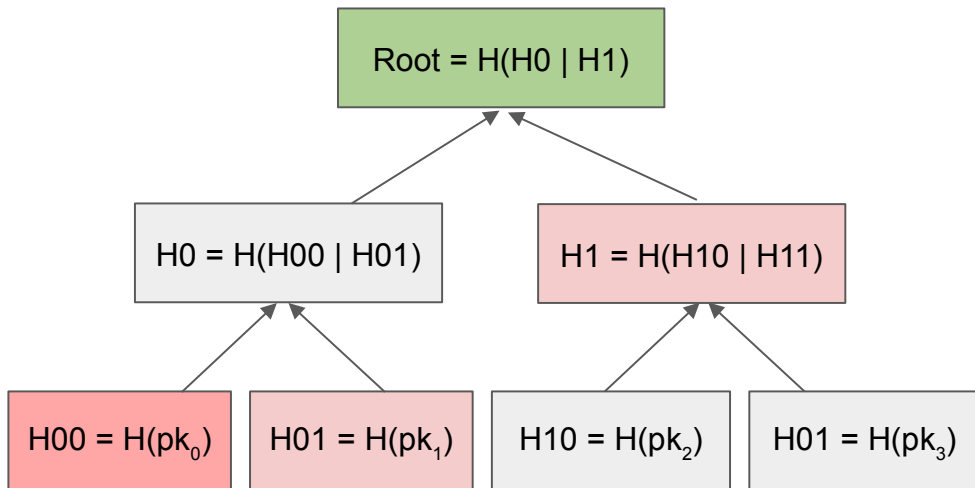 Root = H(H0 | H1)
H0 = H(H00 | H01)
H1 = H(H10 | H11)
H00 = H(pk₀)
H01 = H(pk₁)
H10 = H(pk₂)
H01 = H(pk₃)